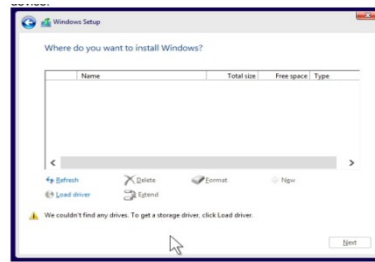 Windows Setup
Where do you want to install Windows?
Name Total size Free space Type
Refresh Delete Format New
Load driver Extend
We couldn't find any drives. To get a storage driver, click Load driver.
Next